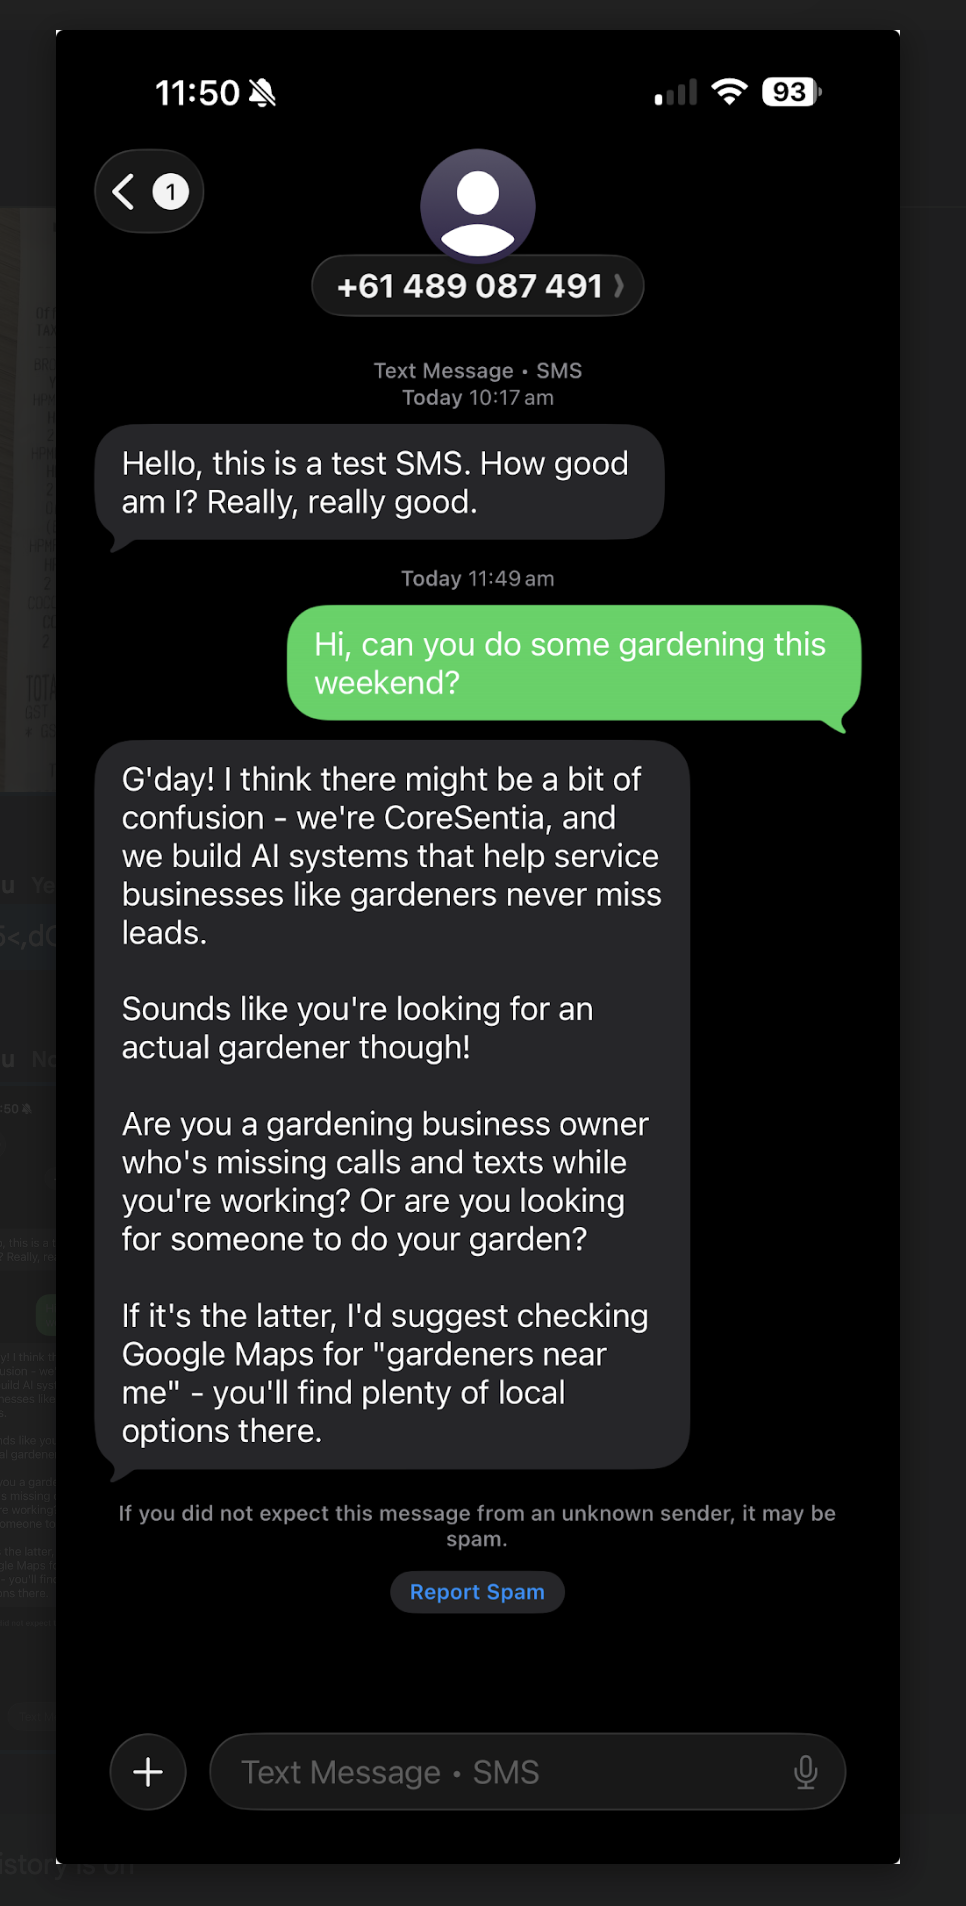 11:50
93
1
+61 489 087 491
Text Message • SMS
Today 10:17 am
Hello, this is a test SMS. How good
am I? Really, really good.
Today 11:49 am
Hi, can you do some gardening this
weekend?
G'day! I think there might be a bit of
confusion - we're CoreSentia, and
we build AI systems that help service
businesses like gardeners never miss
leads.
Sounds like you're looking for an
actual gardener though!
Are you a gardening business owner
who's missing calls and texts while
you're working? Or are you looking
for someone to do your garden?
If it's the latter, I'd suggest checking
Google Maps for "gardeners near
me" - you'll find plenty of local
options there.
If you did not expect this message from an unknown sender, it may be
spam.
Report Spam
Text Message • SMS
istory is on